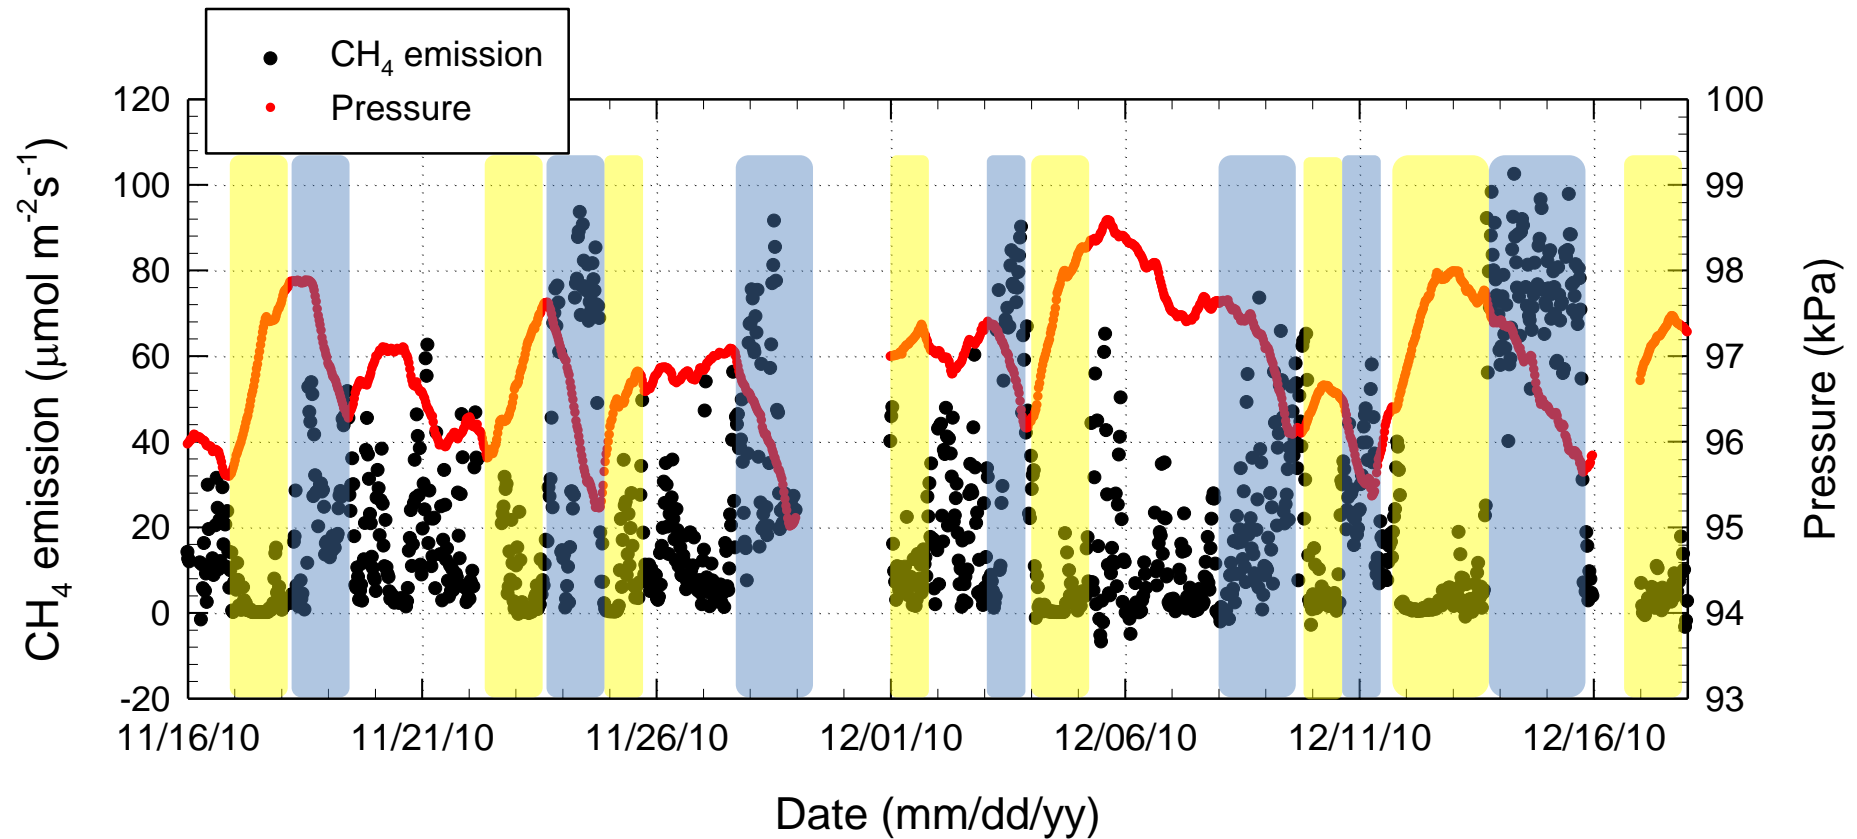 CH4 emission
Pressure
120
100
80
60
40
20
0
-20
CH4 emission (μmol m-2s-1)
100
99
98
97
96
95
94
93
Pressure (kPa)
11/16/10 11/21/10 11/26/10 12/01/10 12/06/10 12/11/10 12/16/10
Date (mm/dd/yy)